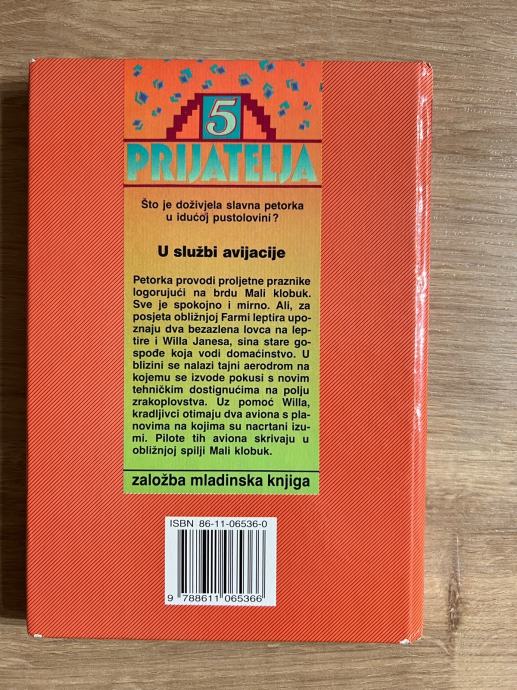 5
PRIJATELJA
Što je doživjela slavna petorka
u idućoj pustolovini?
U službi avijacije
Petorka provodi proljetne praznike
logorujući na brdu Mali klobuk.
Sve je spokojno i mirno. Ali, za
posjeta obližnjoj Farmi leptira upo-
znaju dva bezazlena lovca na lep-
tire i Willa Janesa, sina stare go-
spođe koja vodi domaćinstvo. U
blizini se nalazi tajni aerodrom na
kojemu se izvode pokusi s novim
tehničkim dostignućima na polju
zrakoplovstva. Uz pomoć Willa,
kradljivci otimaju dva aviona s pla-
novima na kojima su nacrtani izu-
mi. Pilote tih aviona skrivaju u
obližnjoj spilji Mali klobuk.
založba mladinska knjiga
ISBN 86-11-06536-0
9 788611 065366